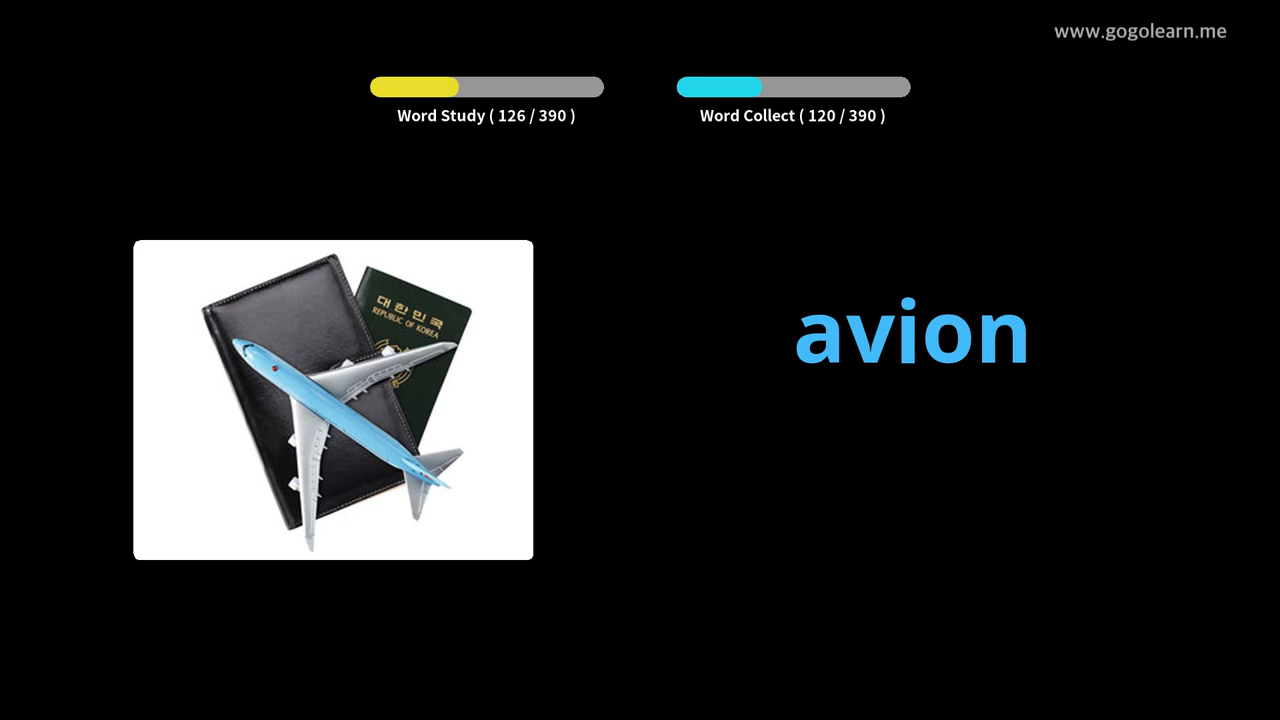 www.gogolearn.me
Word Study ( 126 / 390 )
Word Collect ( 120 / 390 )
대한민국
REPUBLIC OF KOREA
avion